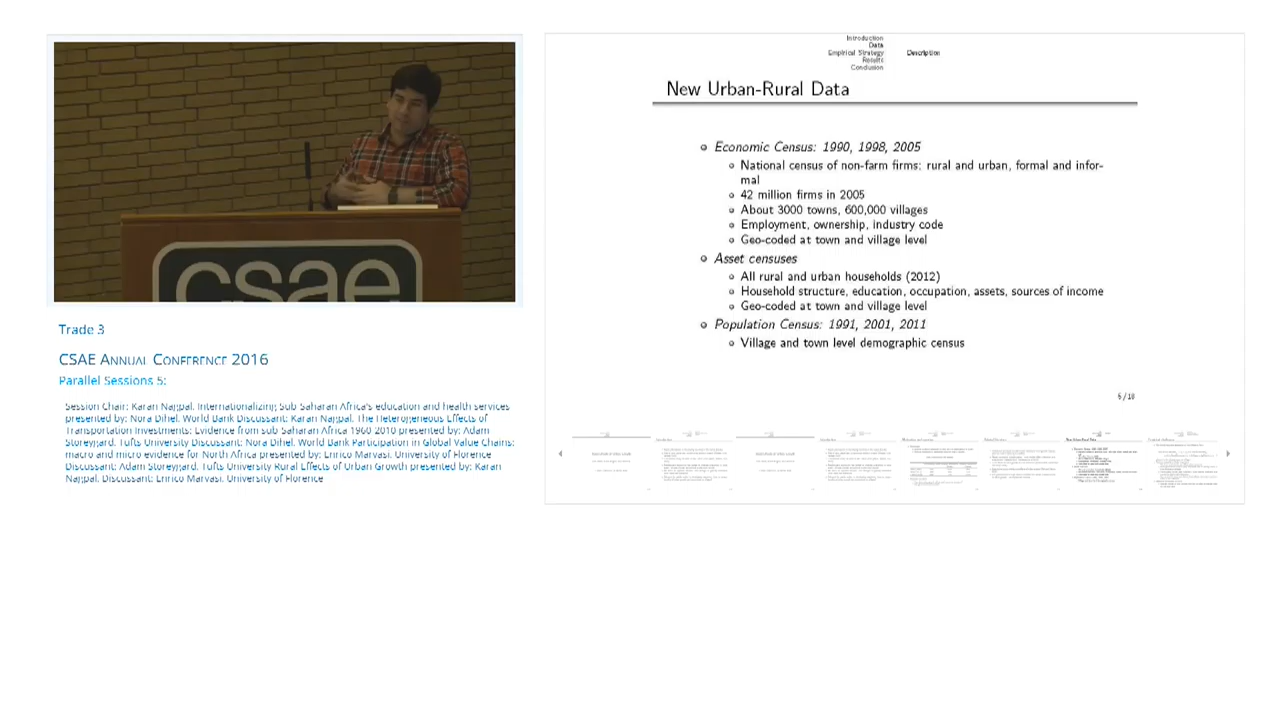 csae
Trade 3
CSAE Annual Conference 2016
Parallel Sessions 5:
Session Chair: Karan Nagpal. Internationalizing Sub Saharan Africa's education and health services
presented by: Nora Dihel. World Bank Discussant: Karan Nagpal. The Heterogeneous Effects of
Transportation Investments: Evidence from sub Saharan Africa 1960 2010 presented by: Adam
Storeygard. Tufts University Discussant: Nora Dihel. World Bank Participation in Global Value Chains:
macro and micro evidence for North Africa presented by: Enrico Marvasi. University of Florence
Discussant: Adam Storeygard. Tufts University Rural Effects of Urban Growth presented by: Karan
Nagpal. Discussant: Enrico Marvasi. University of Florence
Introduction
Data
Empirical Strategy
Results
Conclusion
Description
New Urban-Rural Data
Economic Census: 1990, 1998, 2005
National census of non-farm firms: rural and urban, formal and infor-
mal
42 million firms in 2005
About 3000 towns, 600,000 villages
Employment, ownership, industry code
Geo-coded at town and village level
Asset censuses
All rural and urban households (2012)
Household structure, education, occupation, assets, sources of income
Geo-coded at town and village level
Population Census: 1991, 2001, 2011
Village and town level demographic census